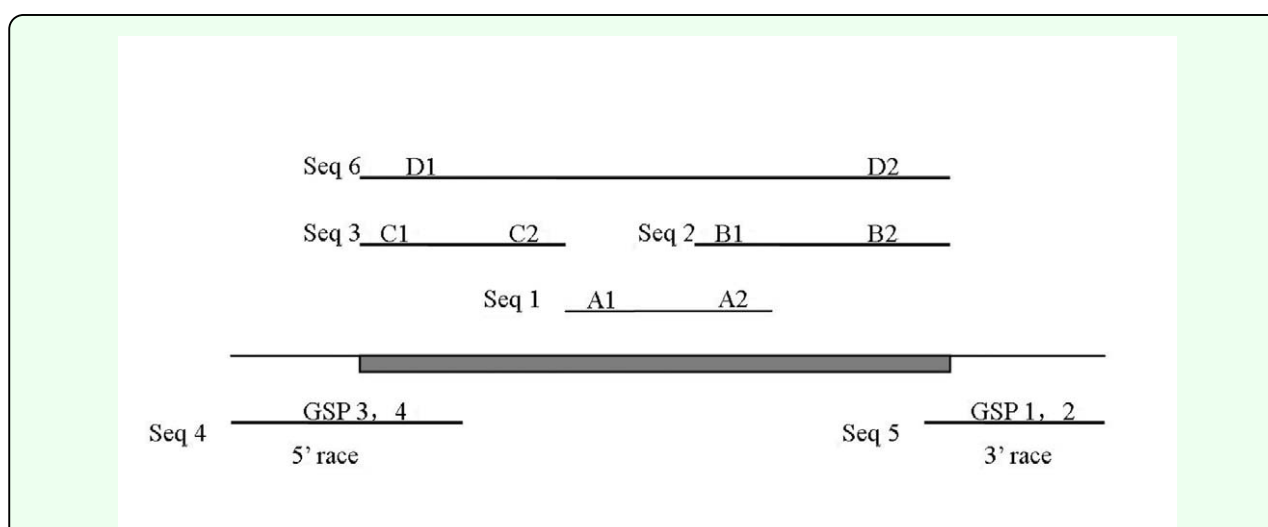 Seq 6 D1 D2
Seq 3 C1 C2 Seq 2 B1 B2
Seq 1 A1 A2
GSP 3， 4 GSP 1， 2
Seq 4 Seq 5
5’ race 3’ race